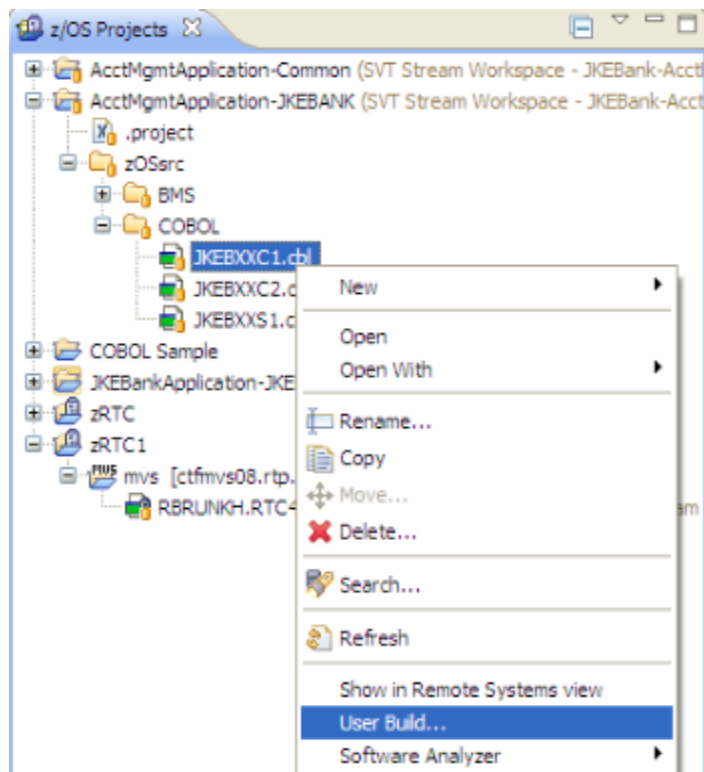 z/OS Projects
AcctMgmtApplication-Common (SVT Stream Workspace - JKEBank-Acctl
AcctMgmtApplication-JKEBANK (SVT Stream Workspace - JKEBank-Acct
.project
zOSsrc
BMS
COBOL
JKEBXXC1.cbl
JKEBXXC2.c
JKEBXXS1.c
COBOL Sample
JKEBankApplication-JKE
zRTC
zRTC1
mvs [ctfmvs08.rtp.
RBRUNKH.RTC4
am
New
Open
Open With
Rename...
Copy
Move...
Delete...
Search...
Refresh
Show in Remote Systems view
User Build...
Software Analyzer